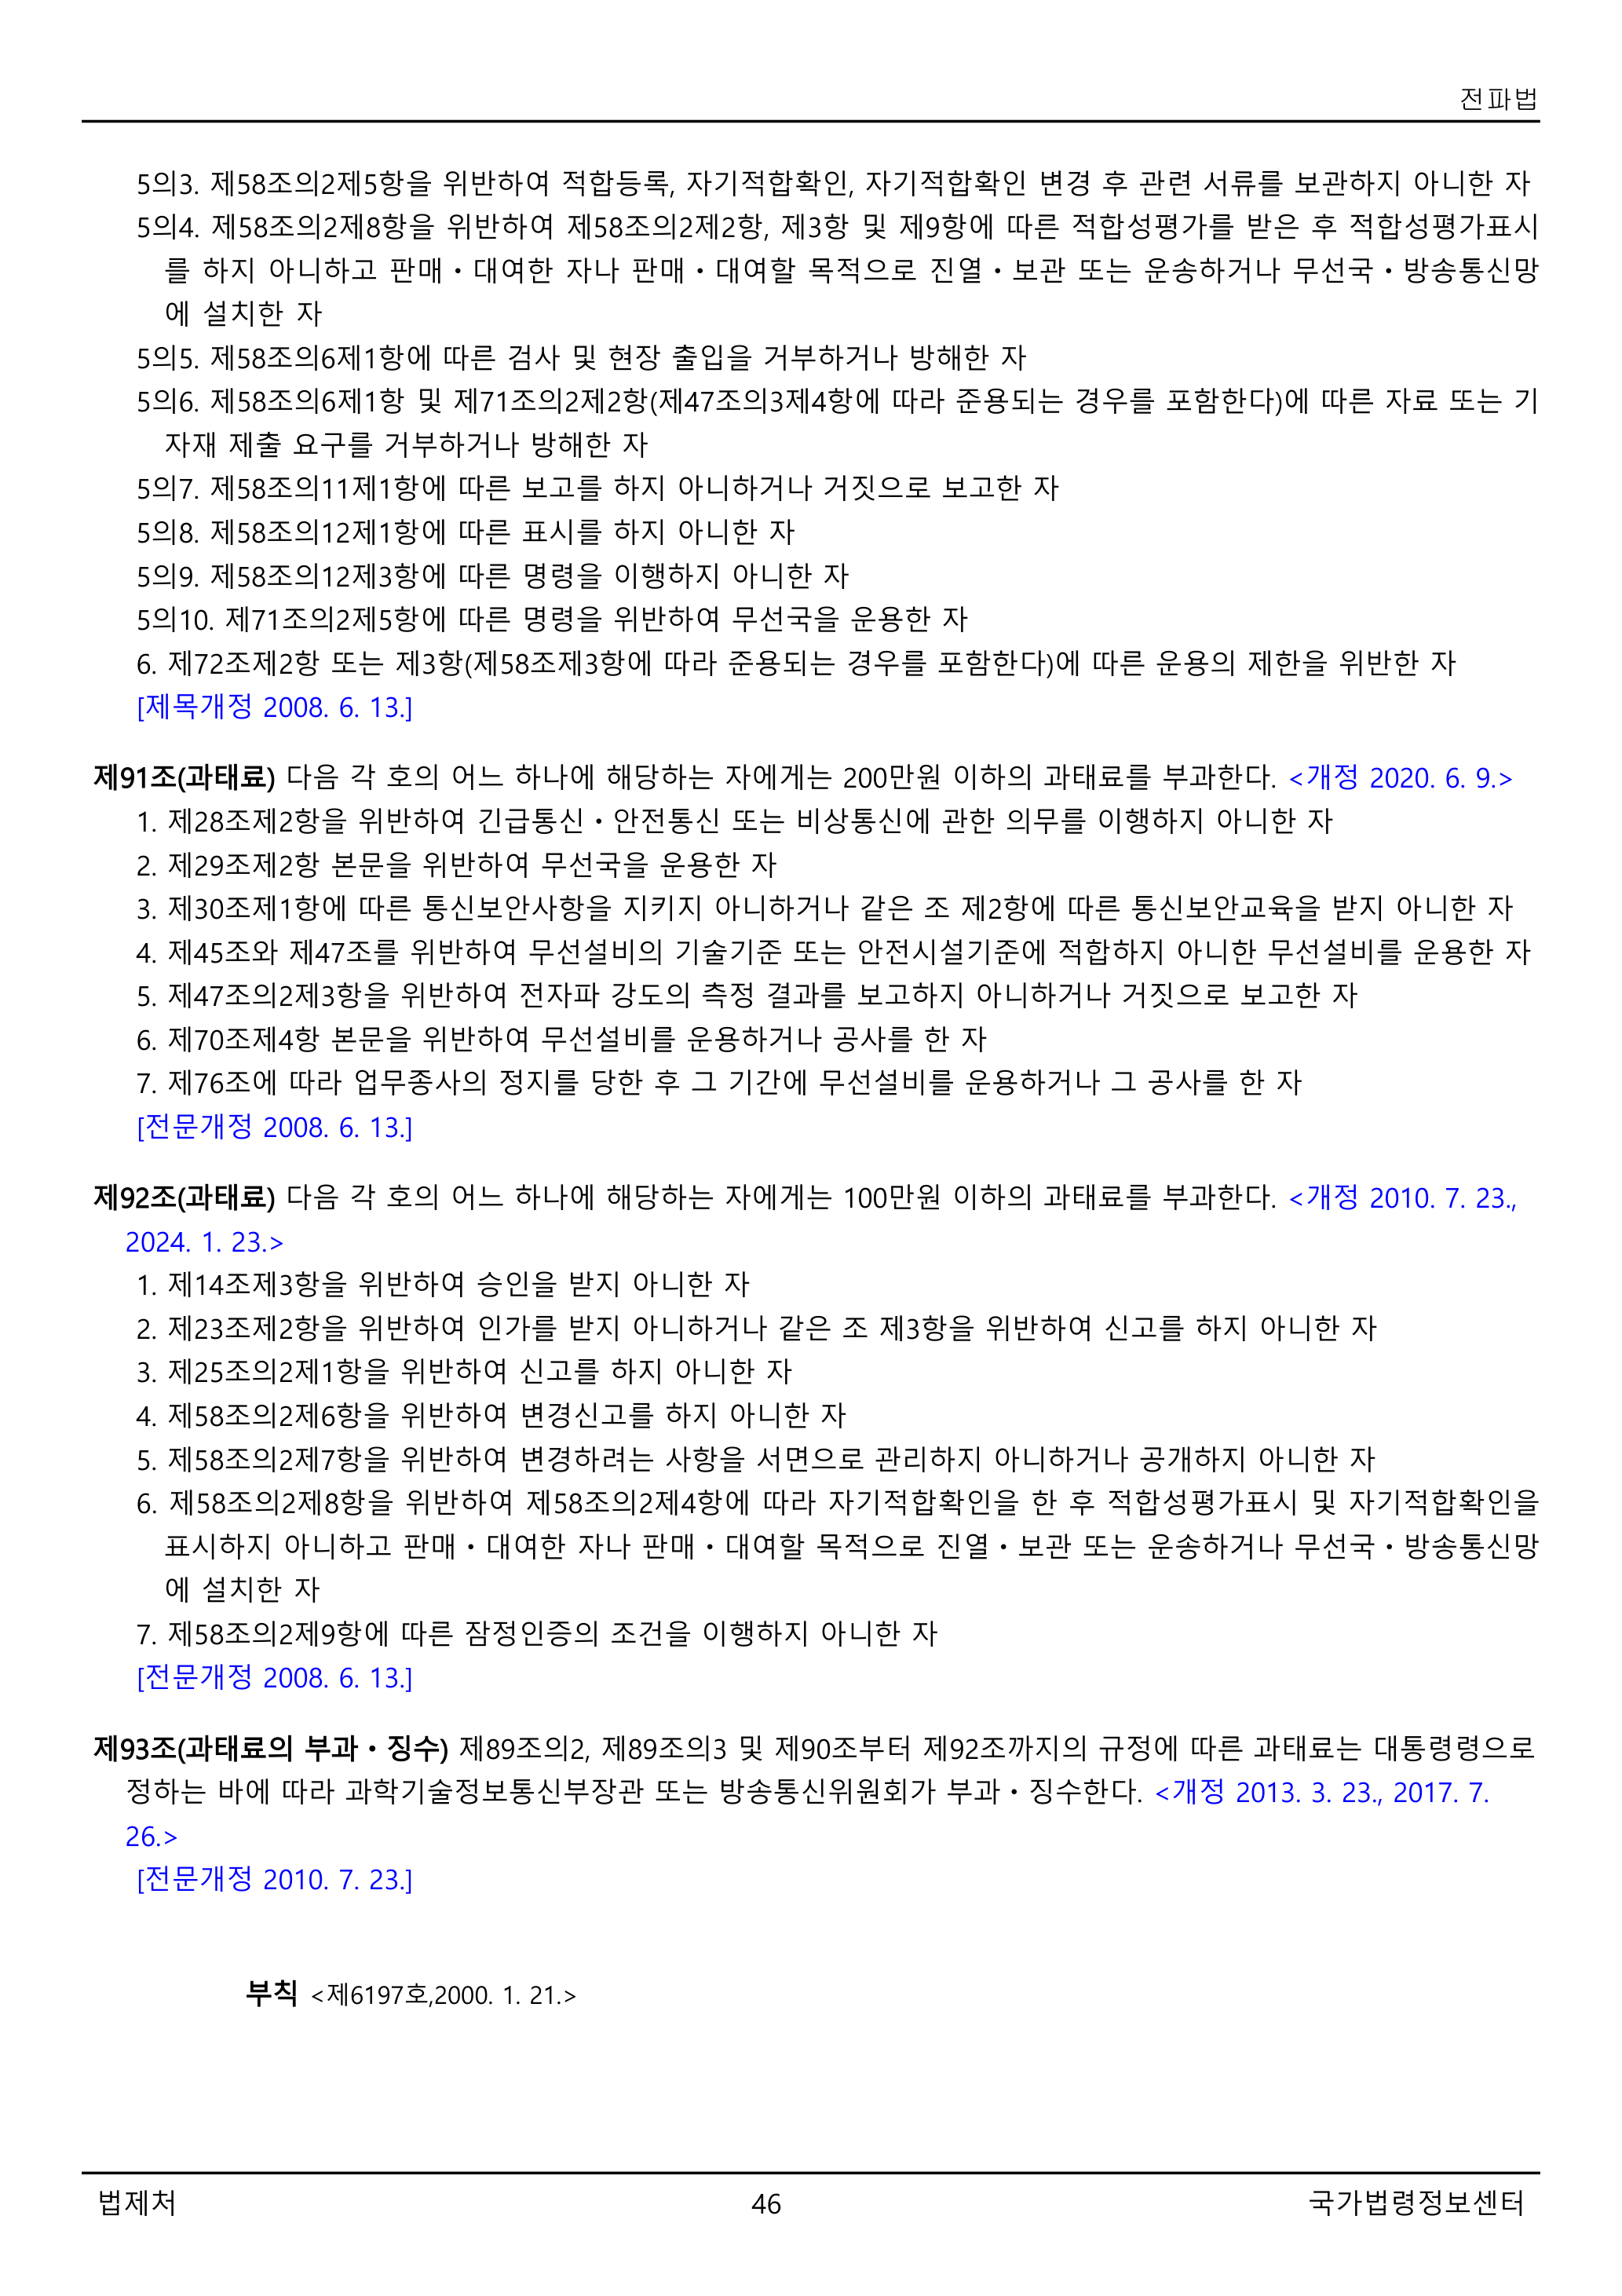 전파법
5의3. 제58조의2제5항을 위반하여 적합등록, 자기적합확인, 자기적합확인 변경 후 관련 서류를 보관하지 아니한 자
5의4. 제58조의2제8항을 위반하여 제58조의2제2항, 제3항 및 제9항에 따른 적합성평가를 받은 후 적합성평가표시
를 하지 아니하고 판매ㆍ대여한 자나 판매ㆍ대여할 목적으로 진열ㆍ보관 또는 운송하거나 무선국ㆍ방송통신망
에 설치한 자
5의5. 제58조의6제1항에 따른 검사 및 현장 출입을 거부하거나 방해한 자
5의6. 제58조의6제1항 및 제71조의2제2항(제47조의3제4항에 따라 준용되는 경우를 포함한다)에 따른 자료 또는 기
자재 제출 요구를 거부하거나 방해한 자
5의7. 제58조의11제1항에 따른 보고를 하지 아니하거나 거짓으로 보고한 자
5의8. 제58조의12제1항에 따른 표시를 하지 아니한 자
5의9. 제58조의12제3항에 따른 명령을 이행하지 아니한 자
5의10. 제71조의2제5항에 따른 명령을 위반하여 무선국을 운용한 자
6. 제72조제2항 또는 제3항(제58조제3항에 따라 준용되는 경우를 포함한다)에 따른 운용의 제한을 위반한 자
[제목개정 2008. 6. 13.]
제91조(과태료) 다음 각 호의 어느 하나에 해당하는 자에게는 200만원 이하의 과태료를 부과한다. <개정 2020. 6. 9.>
1. 제28조제2항을 위반하여 긴급통신ㆍ안전통신 또는 비상통신에 관한 의무를 이행하지 아니한 자
2. 제29조제2항 본문을 위반하여 무선국을 운용한 자
3. 제30조제1항에 따른 통신보안사항을 지키지 아니하거나 같은 조 제2항에 따른 통신보안교육을 받지 아니한 자
4. 제45조와 제47조를 위반하여 무선설비의 기술기준 또는 안전시설기준에 적합하지 아니한 무선설비를 운용한 자
5. 제47조의2제3항을 위반하여 전자파 강도의 측정 결과를 보고하지 아니하거나 거짓으로 보고한 자
6. 제70조제4항 본문을 위반하여 무선설비를 운용하거나 공사를 한 자
7. 제76조에 따라 업무종사의 정지를 당한 후 그 기간에 무선설비를 운용하거나 그 공사를 한 자
[전문개정 2008. 6. 13.]
제92조(과태료) 다음 각 호의 어느 하나에 해당하는 자에게는 100만원 이하의 과태료를 부과한다. <개정 2010. 7. 23.,
2024. 1. 23.>
1. 제14조제3항을 위반하여 승인을 받지 아니한 자
2. 제23조제2항을 위반하여 인가를 받지 아니하거나 같은 조 제3항을 위반하여 신고를 하지 아니한 자
3. 제25조의2제1항을 위반하여 신고를 하지 아니한 자
4. 제58조의2제6항을 위반하여 변경신고를 하지 아니한 자
5. 제58조의2제7항을 위반하여 변경하려는 사항을 서면으로 관리하지 아니하거나 공개하지 아니한 자
6. 제58조의2제8항을 위반하여 제58조의2제4항에 따라 자기적합확인을 한 후 적합성평가표시 및 자기적합확인을
표시하지 아니하고 판매ㆍ대여한 자나 판매ㆍ대여할 목적으로 진열ㆍ보관 또는 운송하거나 무선국ㆍ방송통신망
에 설치한 자
7. 제58조의2제9항에 따른 잠정인증의 조건을 이행하지 아니한 자
[전문개정 2008. 6. 13.]
제93조(과태료의 부과ㆍ징수) 제89조의2, 제89조의3 및 제90조부터 제92조까지의 규정에 따른 과태료는 대통령령으로
정하는 바에 따라 과학기술정보통신부장관 또는 방송통신위원회가 부과ㆍ징수한다. <개정 2013. 3. 23., 2017. 7.
26.>
[전문개정 2010. 7. 23.]
부칙 <제6197호,2000. 1. 21.>
법제처 46 국가법령정보센터